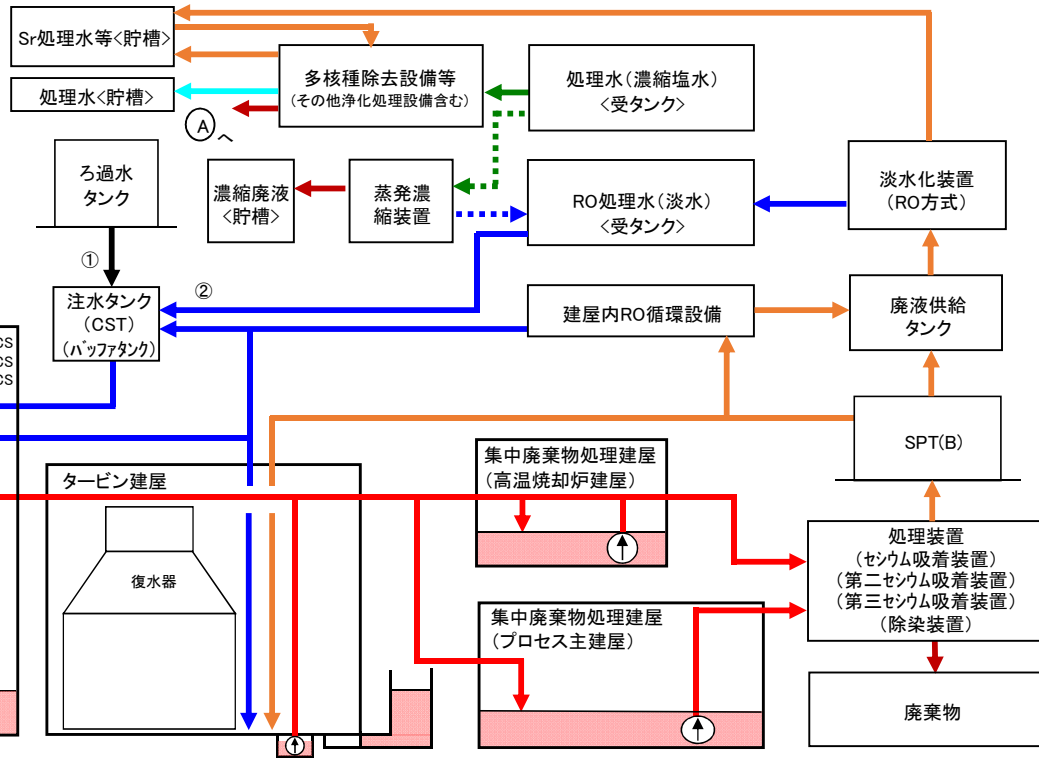 Sr処理水等<貯槽>
処理水<貯槽>
多核種除去設備等
(その他浄化処理設備含む)
処理水(濃縮塩水)
<受タンク>
A
へ
ろ過水
タンク
濃縮廃液
<貯槽>
蒸発濃
縮装置
RO処理水(淡水)
<受タンク>
淡水化装置
(RO方式)
①
②
注水タンク
(CST)
(バッファタンク)
建屋内RO循環設備
廃液供給
タンク
CS
CS
CS
SPT(B)
タービン建屋
復水器
集中廃棄物処理建屋
(高温焼却炉建屋)
集中廃棄物処理建屋
(プロセス主建屋)
処理装置
(セシウム吸着装置)
(第二セシウム吸着装置)
(第三セシウム吸着装置)
(除染装置)
廃棄物